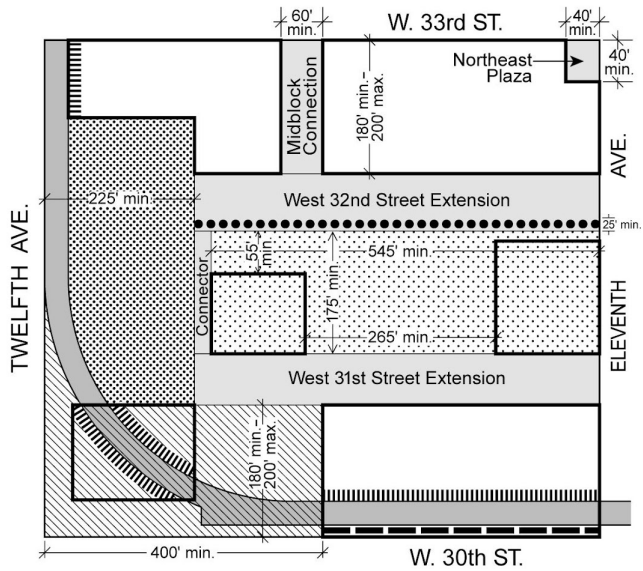 60'
min.
W. 33rd ST.
40'
min.
Northeast
Plaza
40'
min.
Midblock
Connection
180' min.–
200' max.
AVE.
West 32nd Street Extension
225' min.
25' min.
TWELFTH AVE.
55'
min
545' min.
175' min
Connector
265' min.
ELEVENTH
West 31st Street Extension
180' min.–
200' max.
400' min.
W. 30th ST.